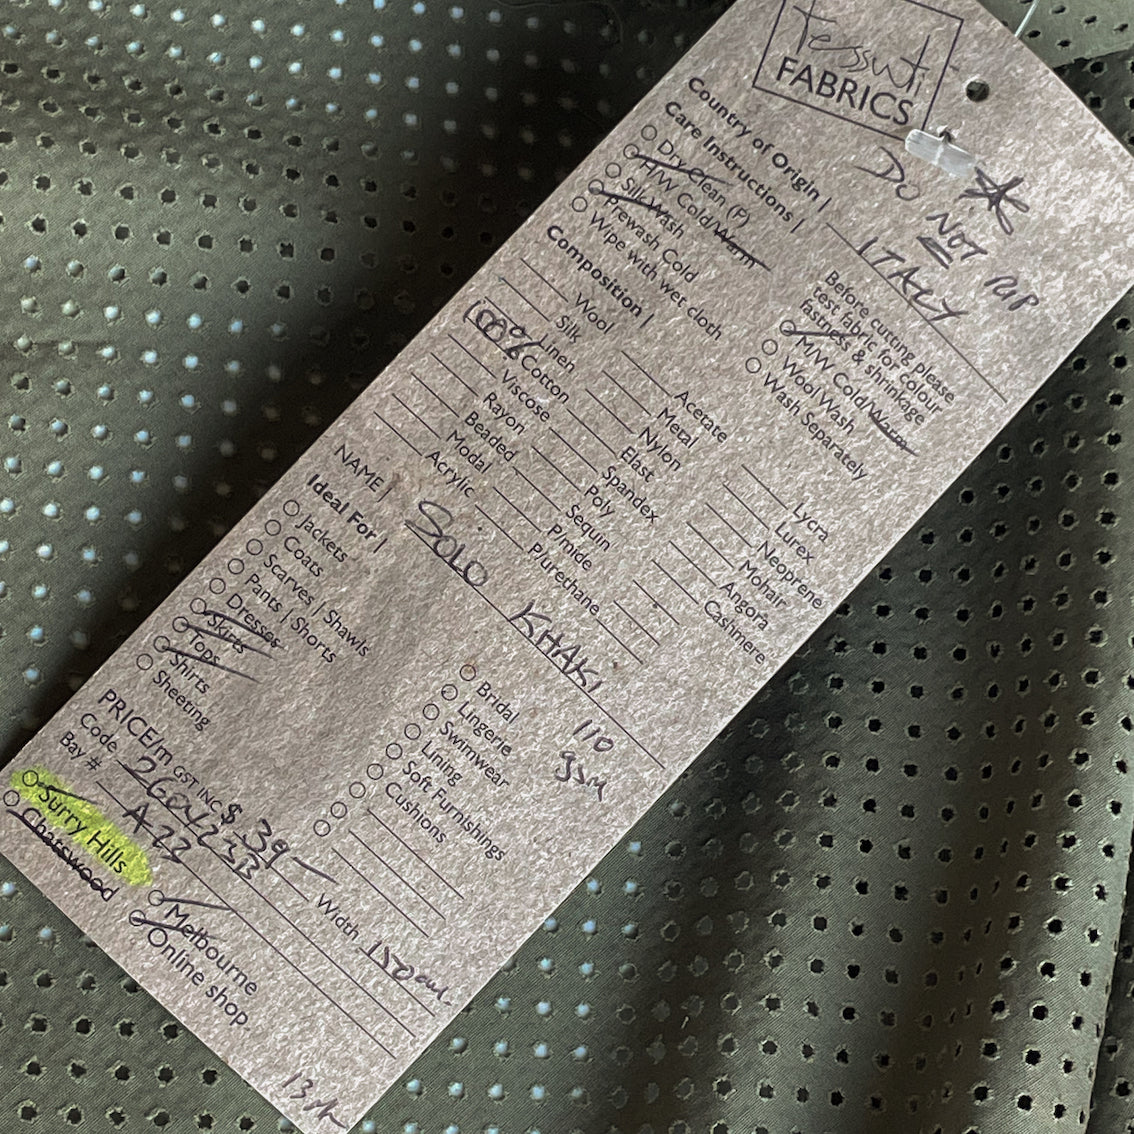 tessuti
FABRICS
★ DO NOT RIP
Country of Origin | ITALY
Care Instructions |
Before cutting please
test fabric for colour
fastness & shrinkage
Dry Clean (P)
H/W Cold/Warm
Silk Wash
Prewash Cold
Wipe with wet cloth
M/W Cold/Warm
Wool Wash
Wash Separately
Composition |
Wool
Silk
Linen
100% Cotton
Viscose
Rayon
Beaded
Modal
Acrylic
Acetate
Metal
Nylon
Elast
Spandex
Poly
Sequin
P/mide
P/urethane
Lycra
Lurex
Neoprene
Mohair
Angora
Cashmere
NAME | SOLO KHAKI
110
gsm
Ideal For |
Jackets
Coats
Scarves | Shawls
Pants | Shorts
Dresses
Skirts
Tops
Shirts
Sheeting
Bridal
Lingerie
Swimwear
Lining
Soft Furnishings
Cushions
PRICE/m GST INC $ 39- Width 150cm.
Code
Bay # A23
Surry Hills
Chatswood
Melbourne
Online shop